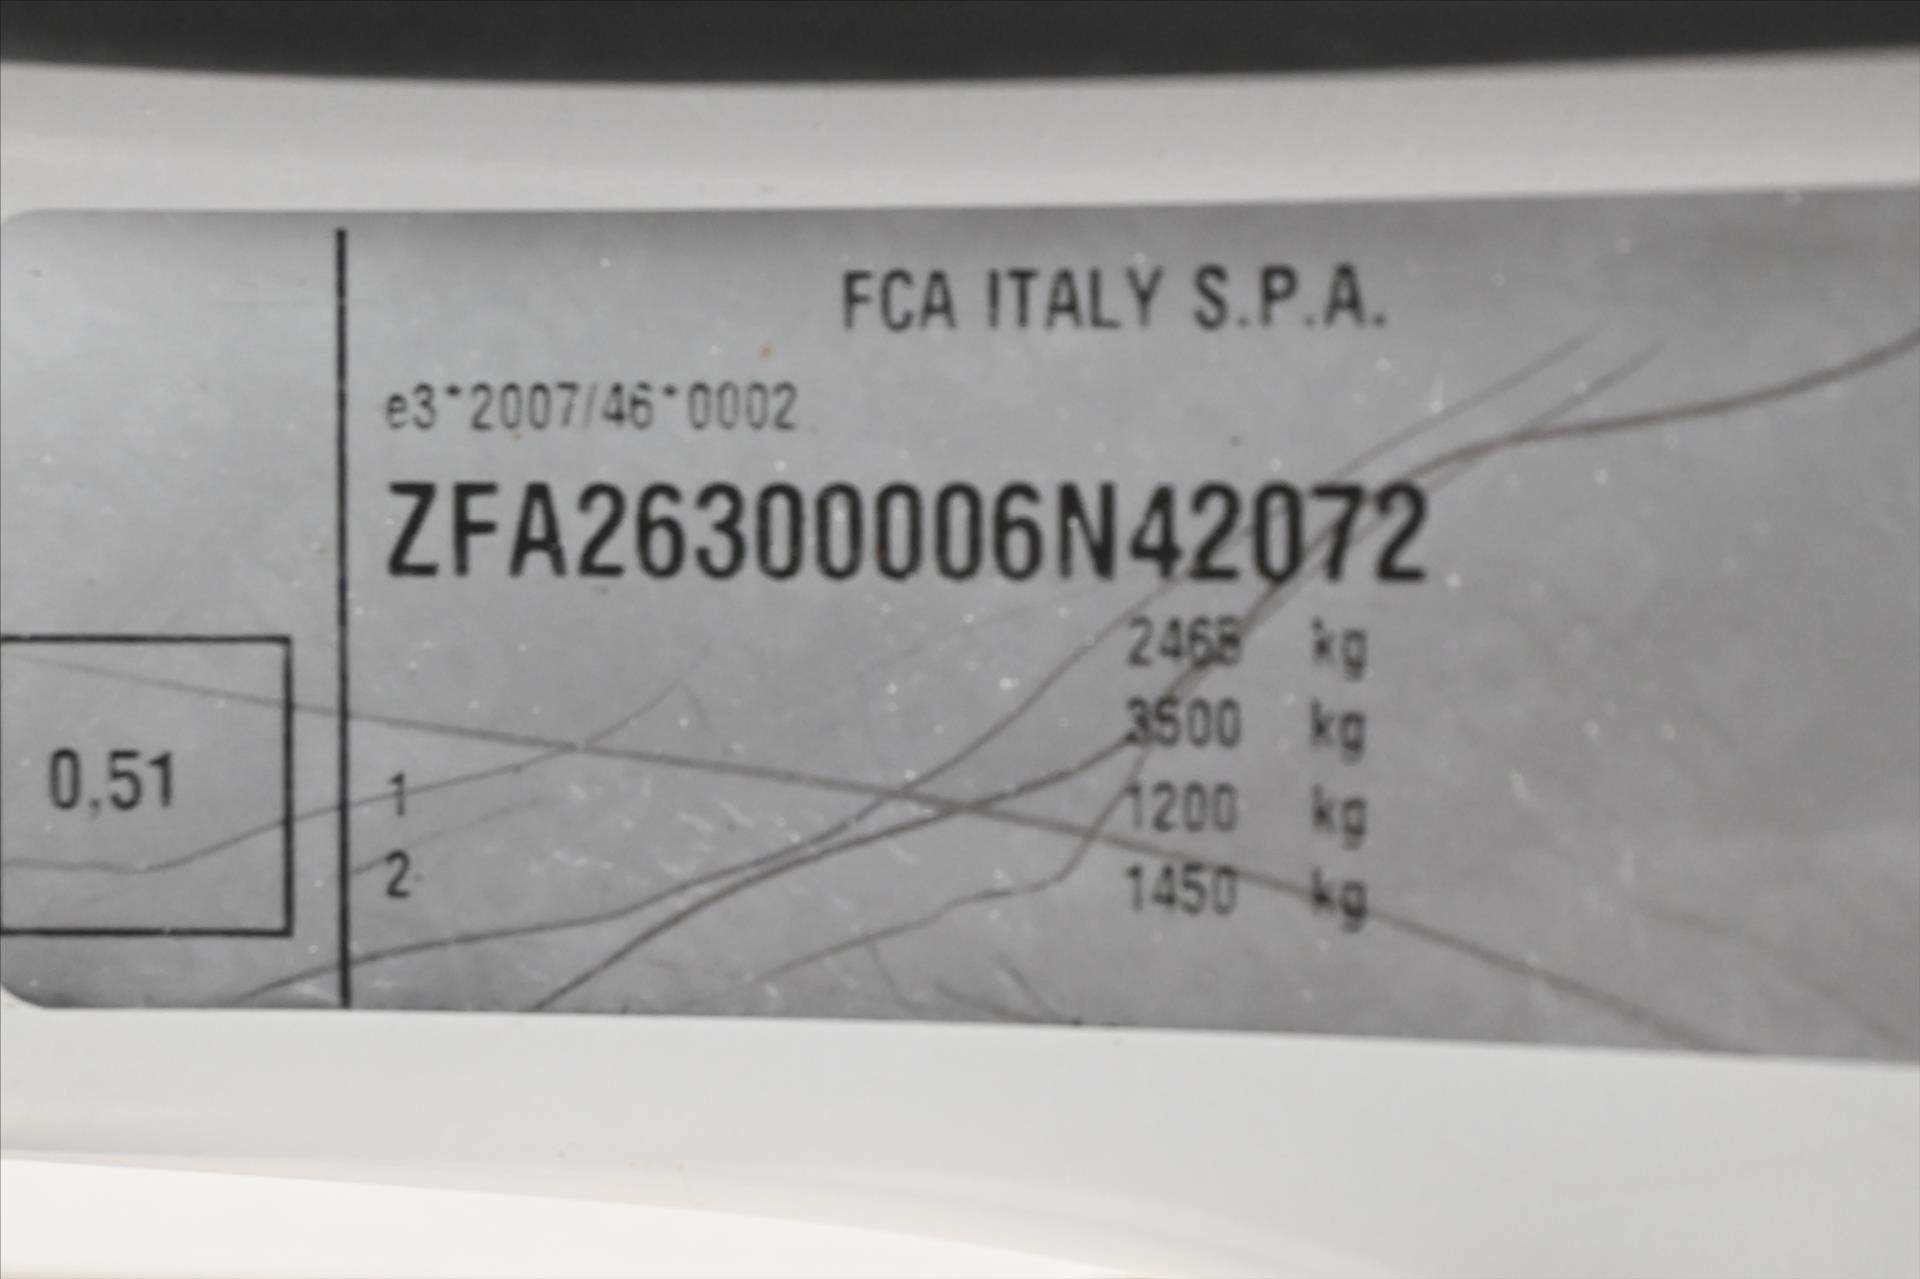 FCA ITALY S.P.A.
e3*2007/46*0002
ZFA26300006N42072
2468 kg
3500 kg
0,51
1 1200 kg
2 1450 kg